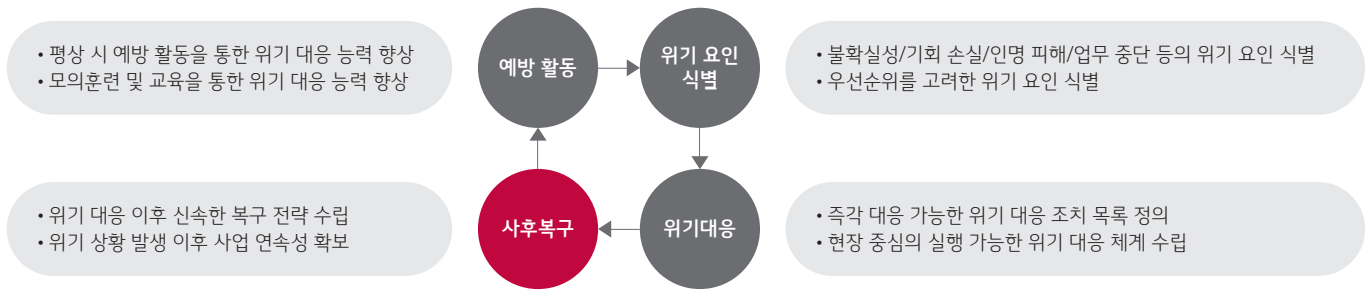 • 평상 시 예방 활동을 통한 위기 대응 능력 향상
• 모의훈련 및 교육을 통한 위기 대응 능력 향상
예방 활동
위기 요인
식별
• 불확실성/기회 손실/인명 피해/업무 중단 등의 위기 요인 식별
• 우선순위를 고려한 위기 요인 식별
• 위기 대응 이후 신속한 복구 전략 수립
• 위기 상황 발생 이후 사업 연속성 확보
사후복구
위기대응
• 즉각 대응 가능한 위기 대응 조치 목록 정의
• 현장 중심의 실행 가능한 위기 대응 체계 수립